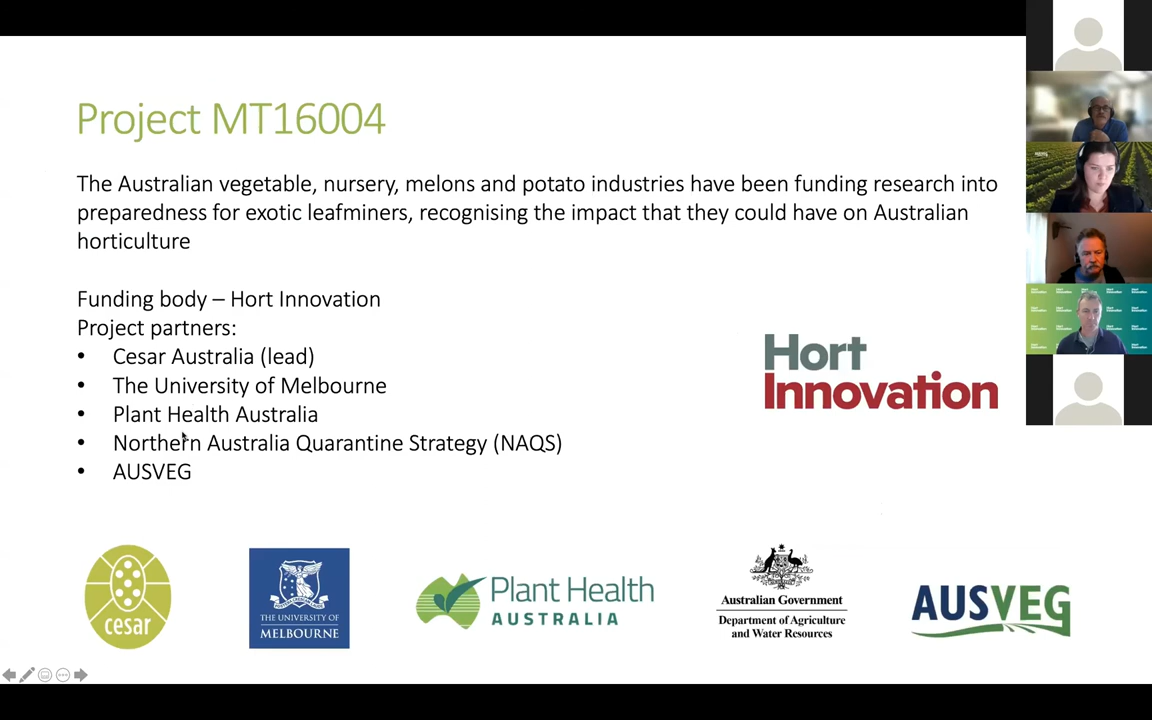 Project MT16004
The Australian vegetable, nursery, melons and potato industries have been funding research into
preparedness for exotic leafminers, recognising the impact that they could have on Australian
horticulture
Funding body – Hort Innovation
Project partners:
• Cesar Australia (lead)
• The University of Melbourne
• Plant Health Australia
• Northern Australia Quarantine Strategy (NAQS)
• AUSVEG
Hort
Innovation
cesar
THE UNIVERSITY OF
MELBOURNE
Plant Health
AUSTRALIA
Australian Government
Department of Agriculture
and Water Resources
AUSVEG